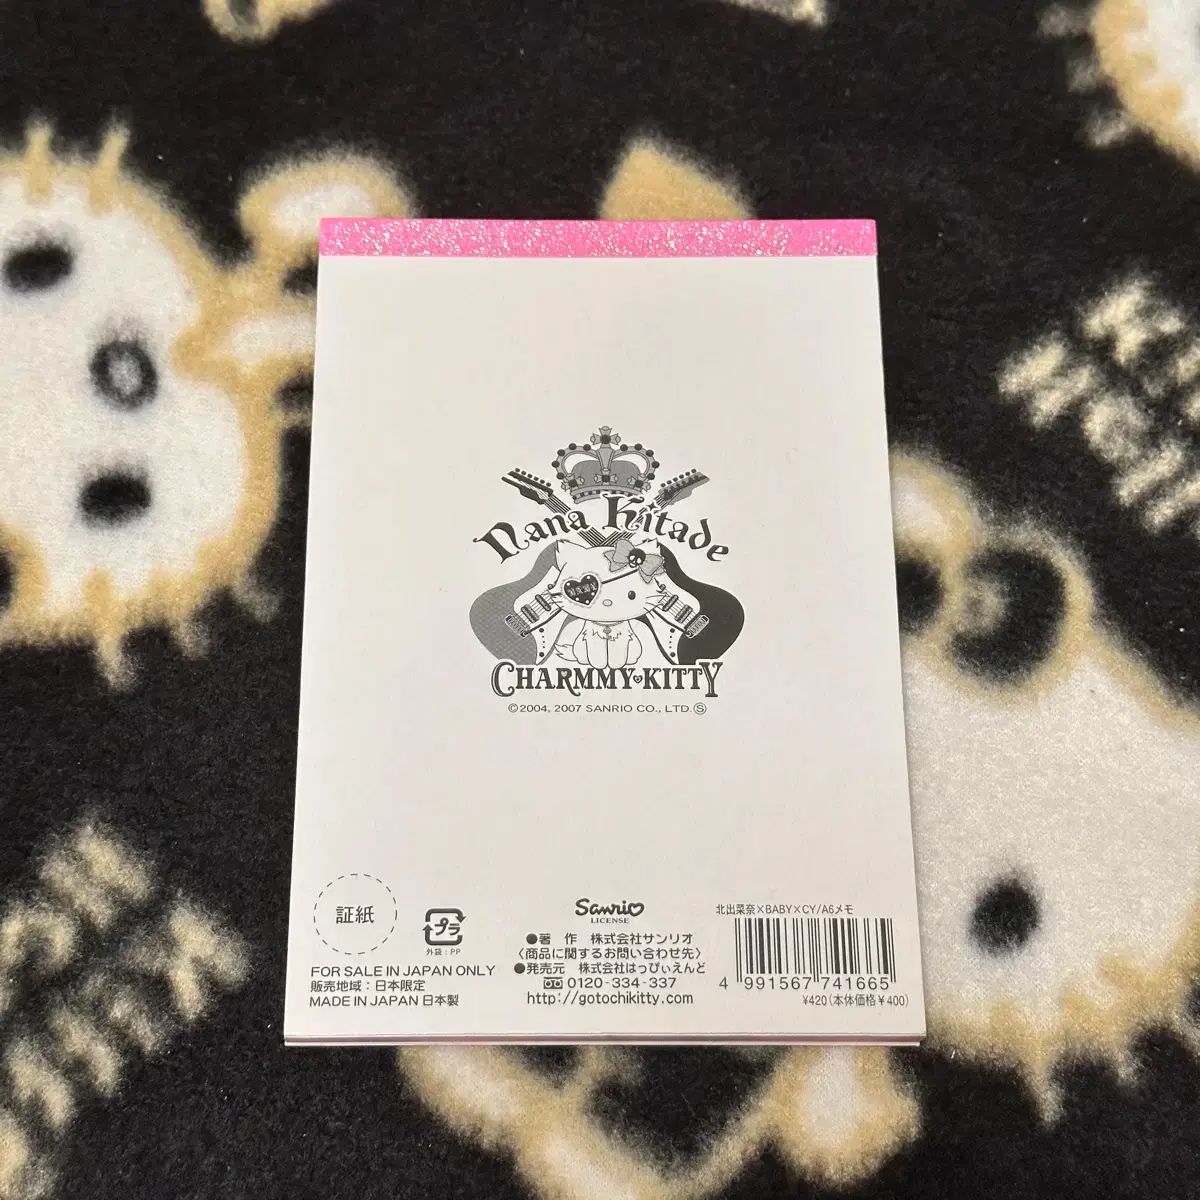 Nana Kitade
NANA
CHARMMY KITTY
©2004, 2007 SANRIO CO., LTD. Ⓢ
証紙
プラ
外袋：PP
FOR SALE IN JAPAN ONLY
販売地域：日本限定
MADE IN JAPAN 日本製
Sanrio
LICENSE
●著 作 株式会社サンリオ
〈商品に関するお問い合わせ先〉
●発売元 株式会社はっぴぃえんど
0120-334-337
http://gotochikitty.com
北出菜奈×BABY×CY/A6メモ
4 991567 741665
¥420(本体価格¥400)